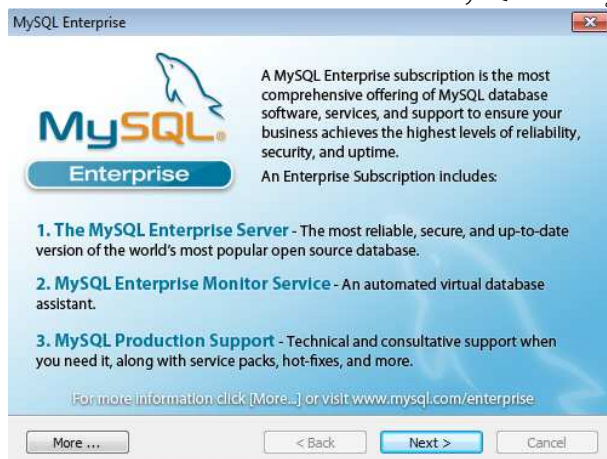 MySQL Enterprise
MySQL®
Enterprise
A MySQL Enterprise subscription is the most
comprehensive offering of MySQL database
software, services, and support to ensure your
business achieves the highest levels of reliability,
security, and uptime.
An Enterprise Subscription includes:
1. The MySQL Enterprise Server - The most reliable, secure, and up-to-date
version of the world's most popular open source database.
2. MySQL Enterprise Monitor Service - An automated virtual database
assistant.
3. MySQL Production Support - Technical and consultative support when
you need it, along with service packs, hot-fixes, and more.
For more information click [More...] or visit www.mysql.com/enterprise
More ...
< Back
Next >
Cancel